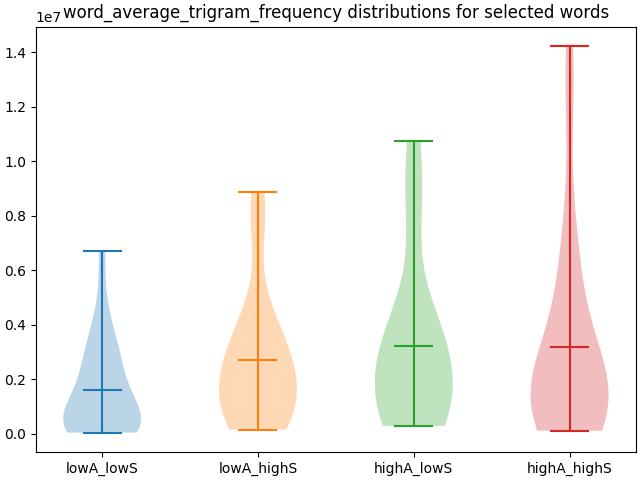 word_average_trigram_frequency distributions for selected words
1e7
1.4
1.2
1.0
0.8
0.6
0.4
0.2
0.0
lowA_lowS lowA_highS highA_lowS highA_highS